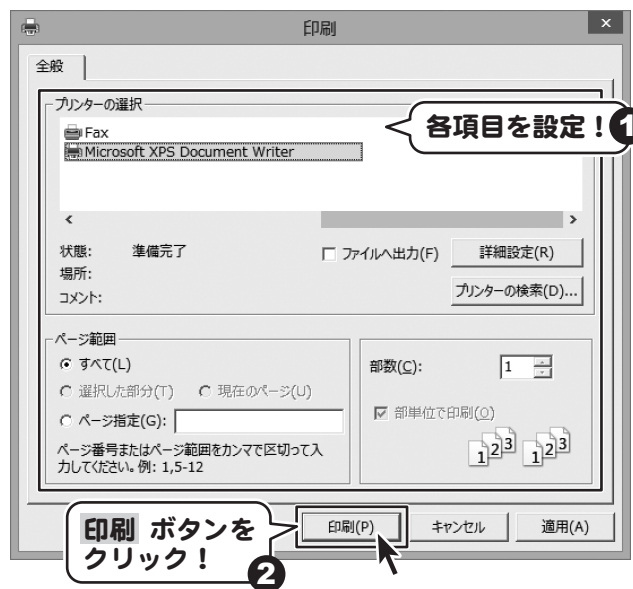 印刷
×
全般
プリンターの選択
各項目を設定!❶
Fax
Microsoft XPS Document Writer
状態: 準備完了
ファイルへ出力(F)
詳細設定(R)
場所:
プリンターの検索(D)...
コメント:
ページ範囲
すべて(L)
部数(C): 1
選択した部分(T) 現在のページ(U)
部単位で印刷(O)
ページ指定(G):
ページ番号またはページ範囲をカンマで区切って入
力してください。例: 1,5-12
1 2 3 1 2 3
印刷 ボタンを
クリック!
❷
印刷(P) キャンセル 適用(A)